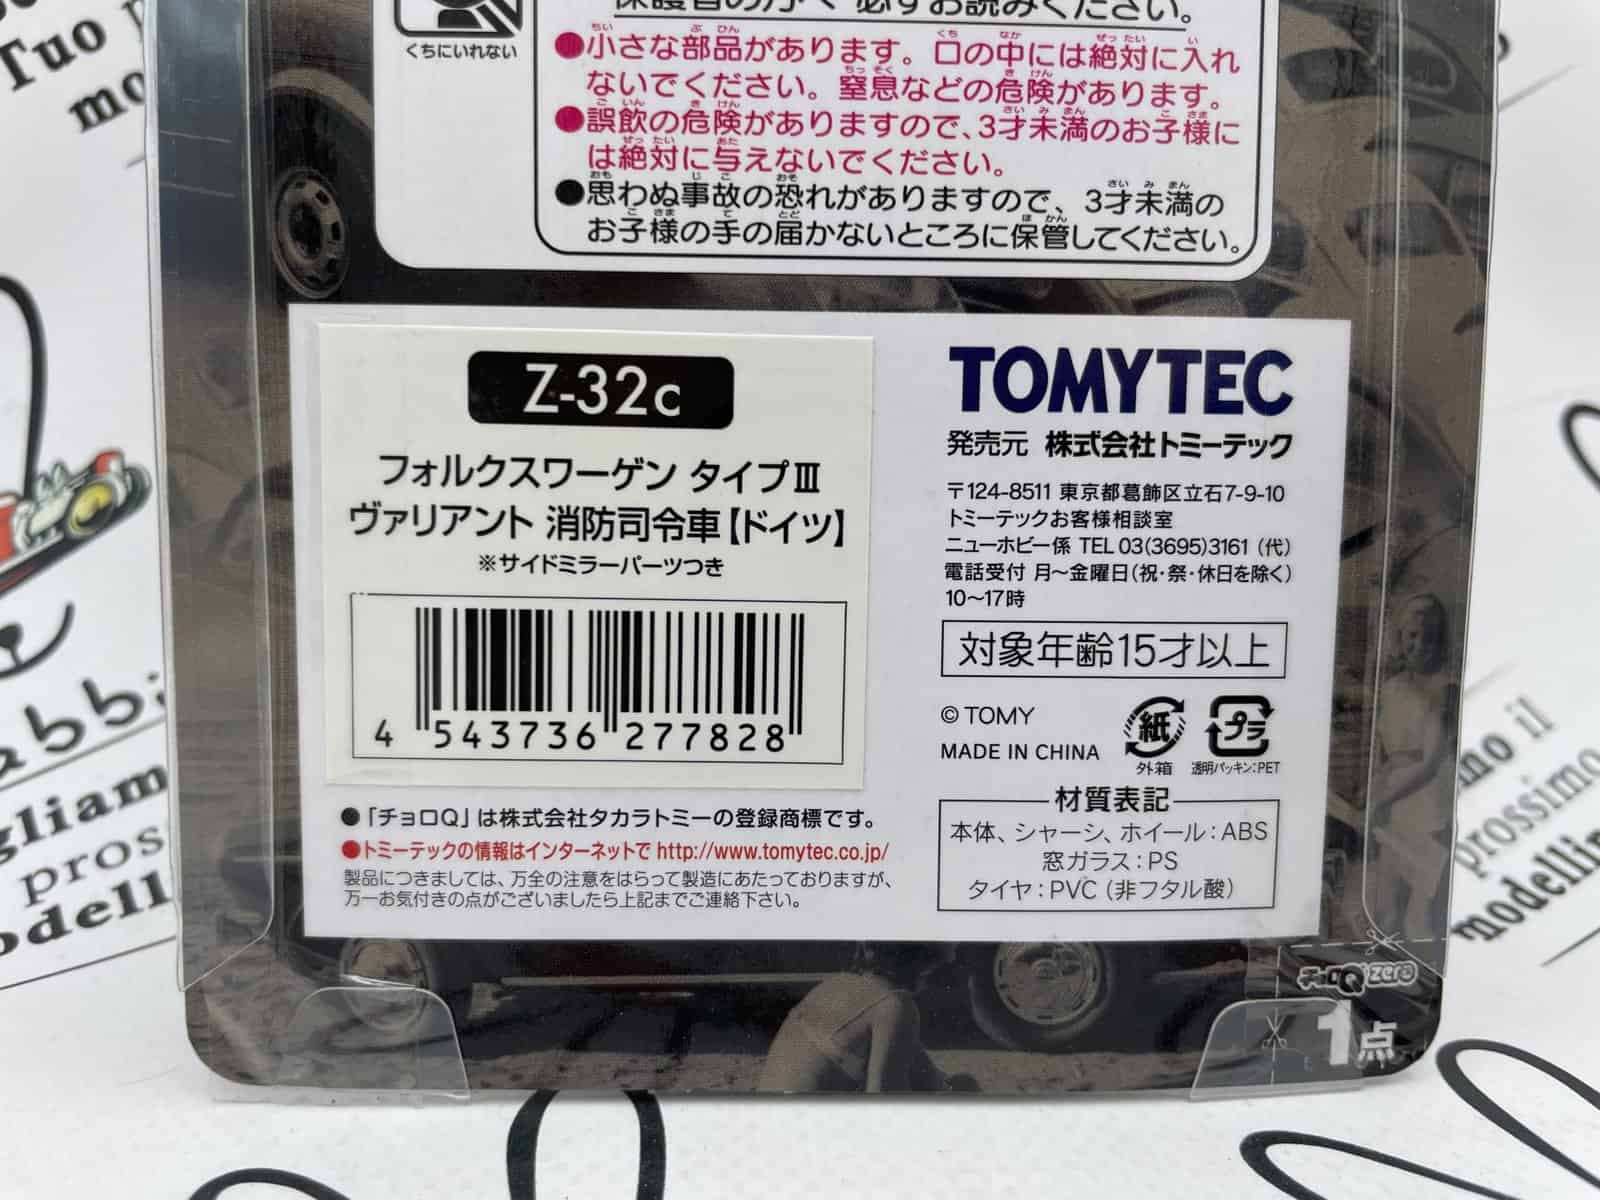 Tuo
くちにいれない
保護者の方へ 必ずお読みください。
●小さな部品があります。口の中には絶対に入れ
ないでください。窒息などの危険があります。
●誤飲の危険がありますので、3才未満のお子様に
は絶対に与えないでください。
●思わぬ事故の恐れがありますので、3才未満の
お子様の手の届かないところに保管してください。
Z-32c
フォルクスワーゲン タイプⅢ
ヴァリアント 消防司令車【ドイツ】
※サイドミラーパーツつき
4 543736 277828
●「チョロQ」は株式会社タカラトミーの登録商標です。
●トミーテックの情報はインターネットで http://www.tomytec.co.jp/
製品につきましては、万全の注意をはらって製造にあたっておりますが、
万一お気付きの点がございましたら上記までご連絡下さい。
TOMYTEC
発売元 株式会社トミーテック
〒124-8511 東京都葛飾区立石7-9-10
トミーテックお客様相談室
ニューホビー係 TEL 03(3695)3161 (代)
電話受付 月〜金曜日(祝・祭・休日を除く)
10〜17時
対象年齢15才以上
© TOMY
MADE IN CHINA
紙
外箱
プラ
透明パッキン:PET
材質表記
本体、シャーシ、ホイール:ABS
窓ガラス:PS
タイヤ:PVC(非フタル酸)
チョロQ zero
1点
abba
gliam
pros
odell
mo il
prossimo
modellin